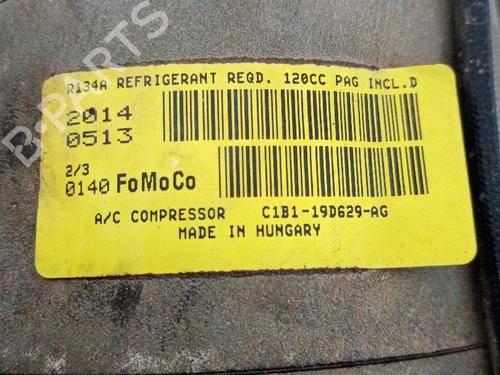 R134A REFRIGERANT REQD. 120CC PAG INCL.D
2014
0513
2/3
0140 FoMoCo
A/C COMPRESSOR C1B1-19D629-AG
MADE IN HUNGARY
B-PARTS